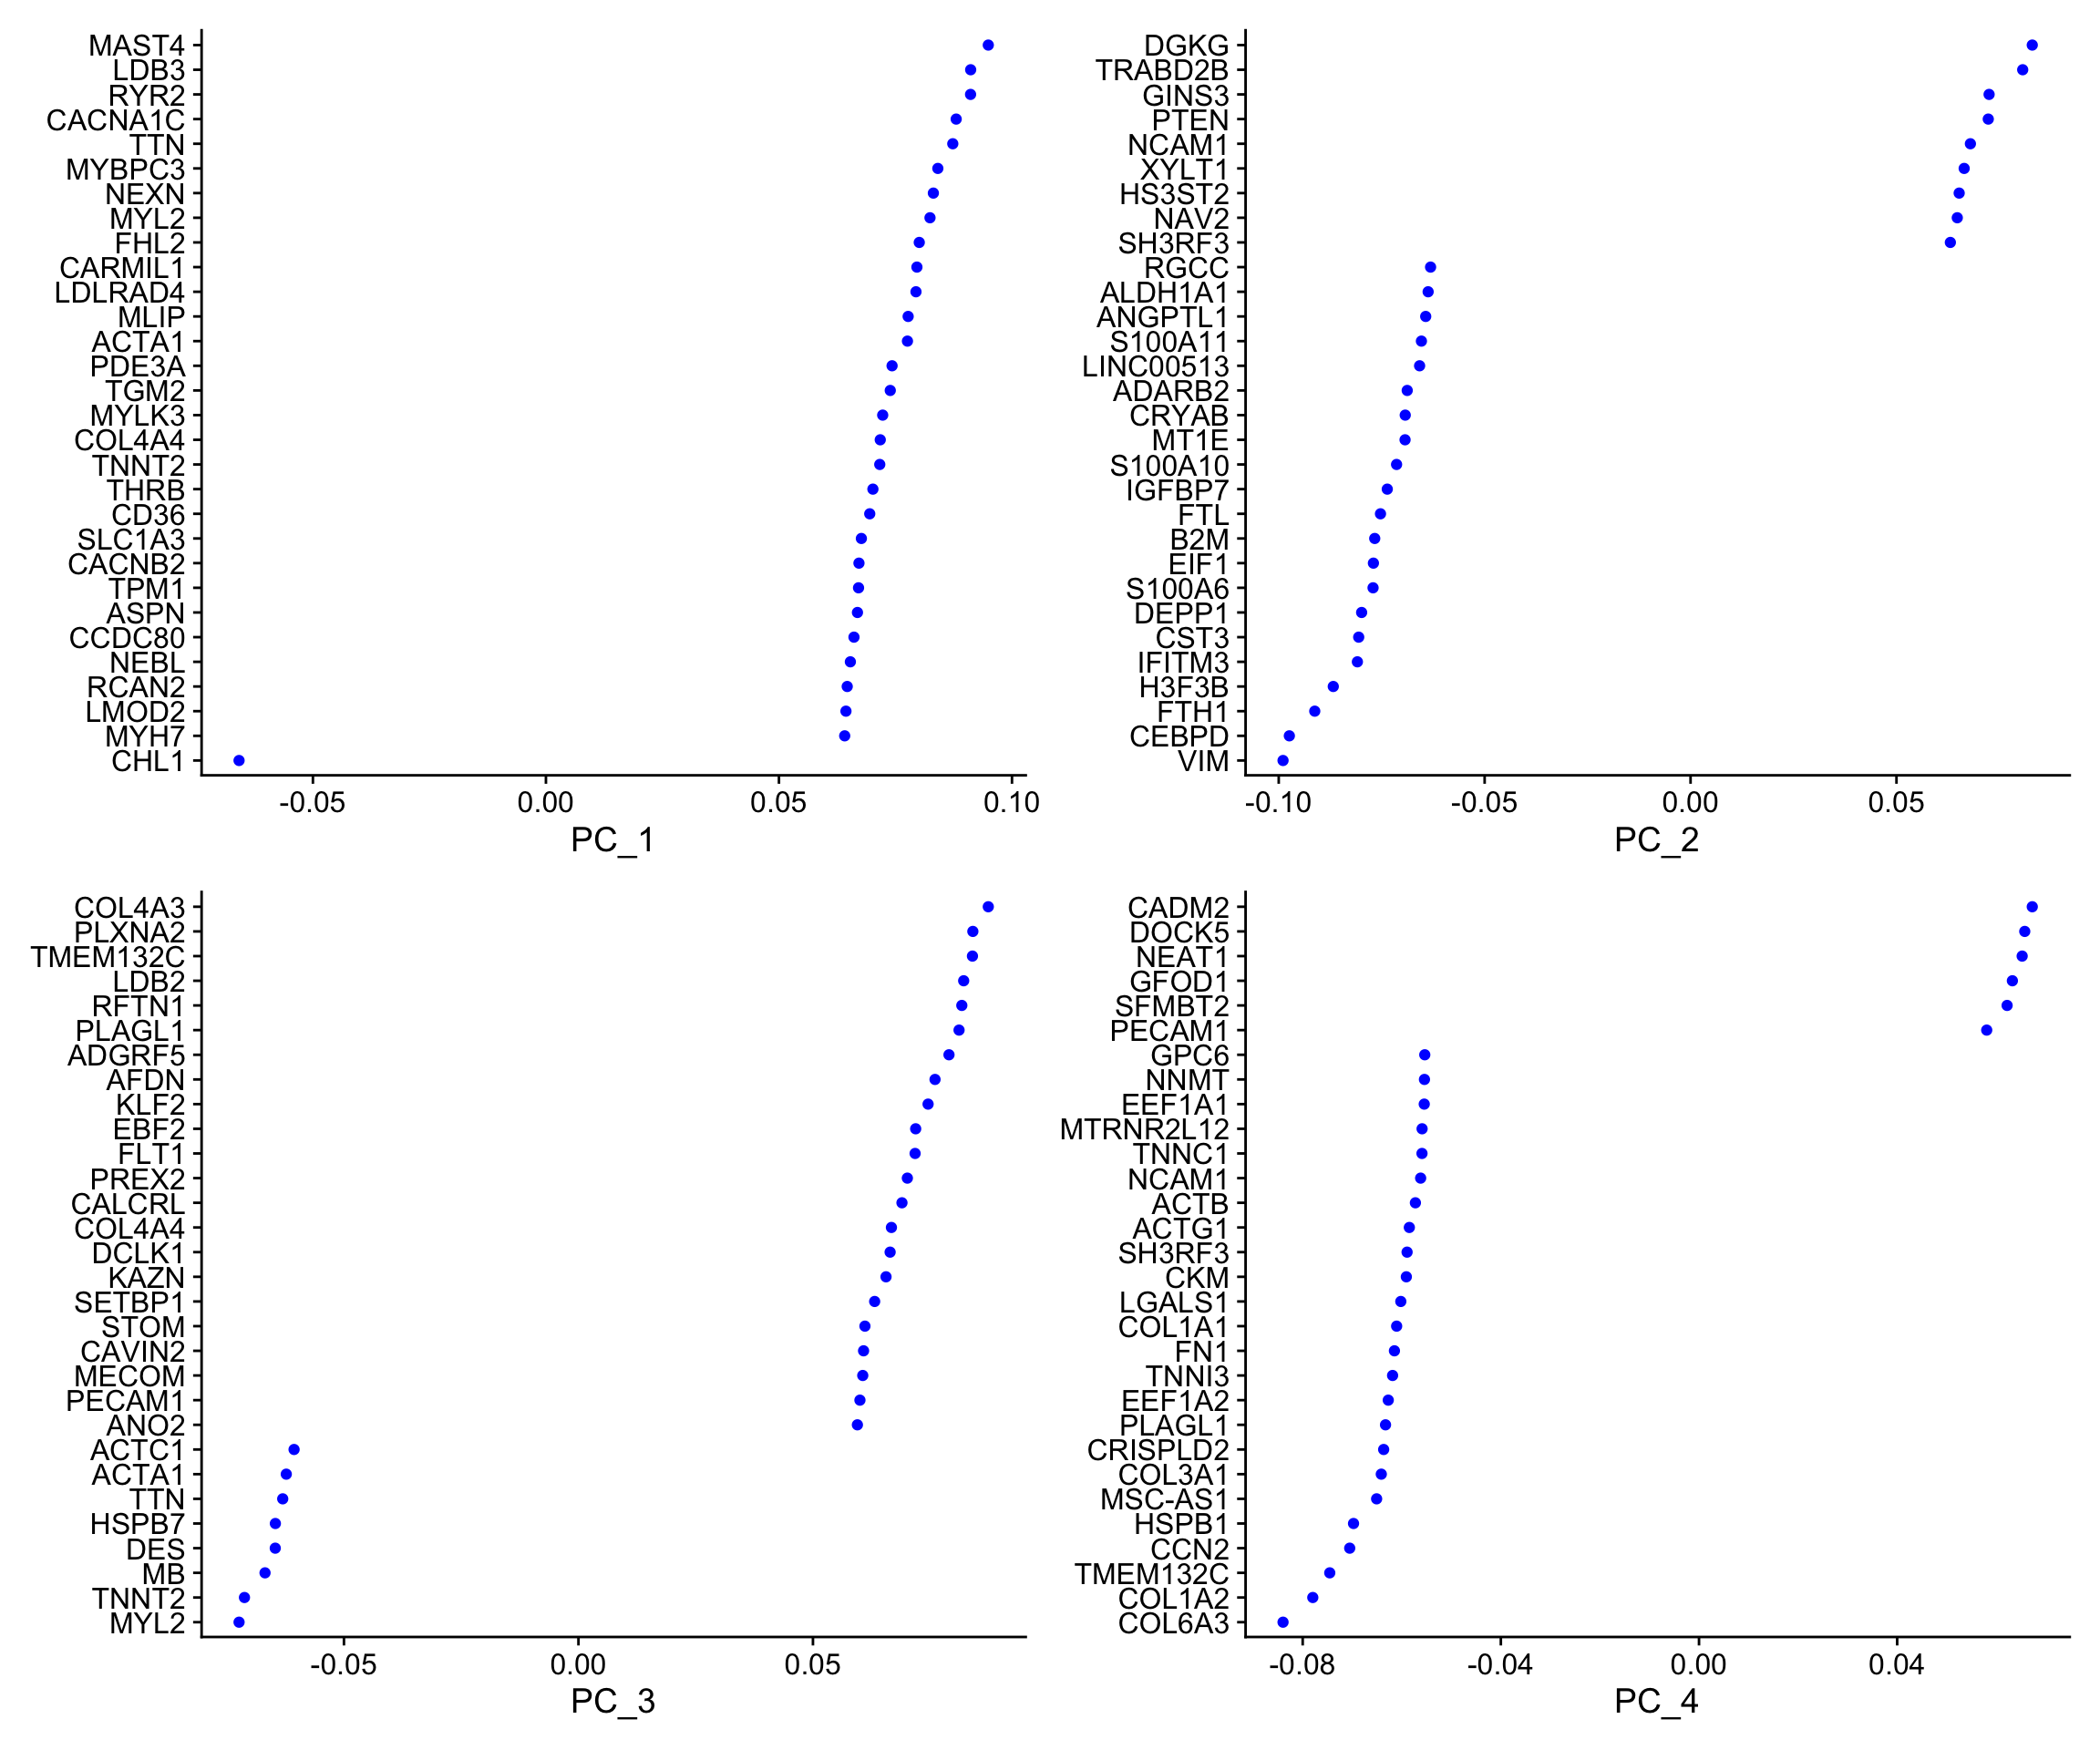 MAST4
LDB3
RYR2
CACNA1C
TTN
MYBPC3
NEXN
MYL2
FHL2
CARMIL1
LDLRAD4
MLIP
ACTA1
PDE3A
TGM2
MYLK3
COL4A4
TNNT2
THRB
CD36
SLC1A3
CACNB2
TPM1
ASPN
CCDC80
NEBL
RCAN2
LMOD2
MYH7
CHL1
-0.05 0.00 0.05 0.10
PC_1
DGKG
TRABD2B
GINS3
PTEN
NCAM1
XYLT1
HS3ST2
NAV2
SH3RF3
RGCC
ALDH1A1
ANGPTL1
S100A11
LINC00513
ADARB2
CRYAB
MT1E
S100A10
IGFBP7
FTL
B2M
EIF1
S100A6
DEPP1
CST3
IFITM3
H3F3B
FTH1
CEBPD
VIM
-0.10 -0.05 0.00 0.05
PC_2
COL4A3
PLXNA2
TMEM132C
LDB2
RFTN1
PLAGL1
ADGRF5
AFDN
KLF2
EBF2
FLT1
PREX2
CALCRL
COL4A4
DCLK1
KAZN
SETBP1
STOM
CAVIN2
MECOM
PECAM1
ANO2
ACTC1
ACTA1
TTN
HSPB7
DES
MB
TNNT2
MYL2
-0.05 0.00 0.05
PC_3
CADM2
DOCK5
NEAT1
GFOD1
SFMBT2
PECAM1
GPC6
NNMT
EEF1A1
MTRNR2L12
TNNC1
NCAM1
ACTB
ACTG1
SH3RF3
CKM
LGALS1
COL1A1
FN1
TNNI3
EEF1A2
PLAGL1
CRISPLD2
COL3A1
MSC-AS1
HSPB1
CCN2
TMEM132C
COL1A2
COL6A3
-0.08 -0.04 0.00 0.04
PC_4